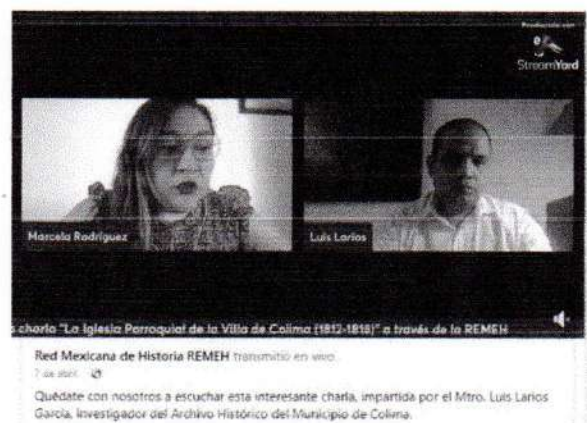 Producido con
StreamYard
Marcela Rodríguez
Luis Larios
s charla "La Iglesia Parroquial de la Villa de Colima (1812-1818)" a través de la REMEH
Red Mexicana de Historia REMEH transmitió en vivo.
7 de abril
Quédate con nosotros a escuchar esta interesante charla, impartida por el Mtro. Luis Larios
García, Investigador del Archivo Histórico del Municipio de Colima.